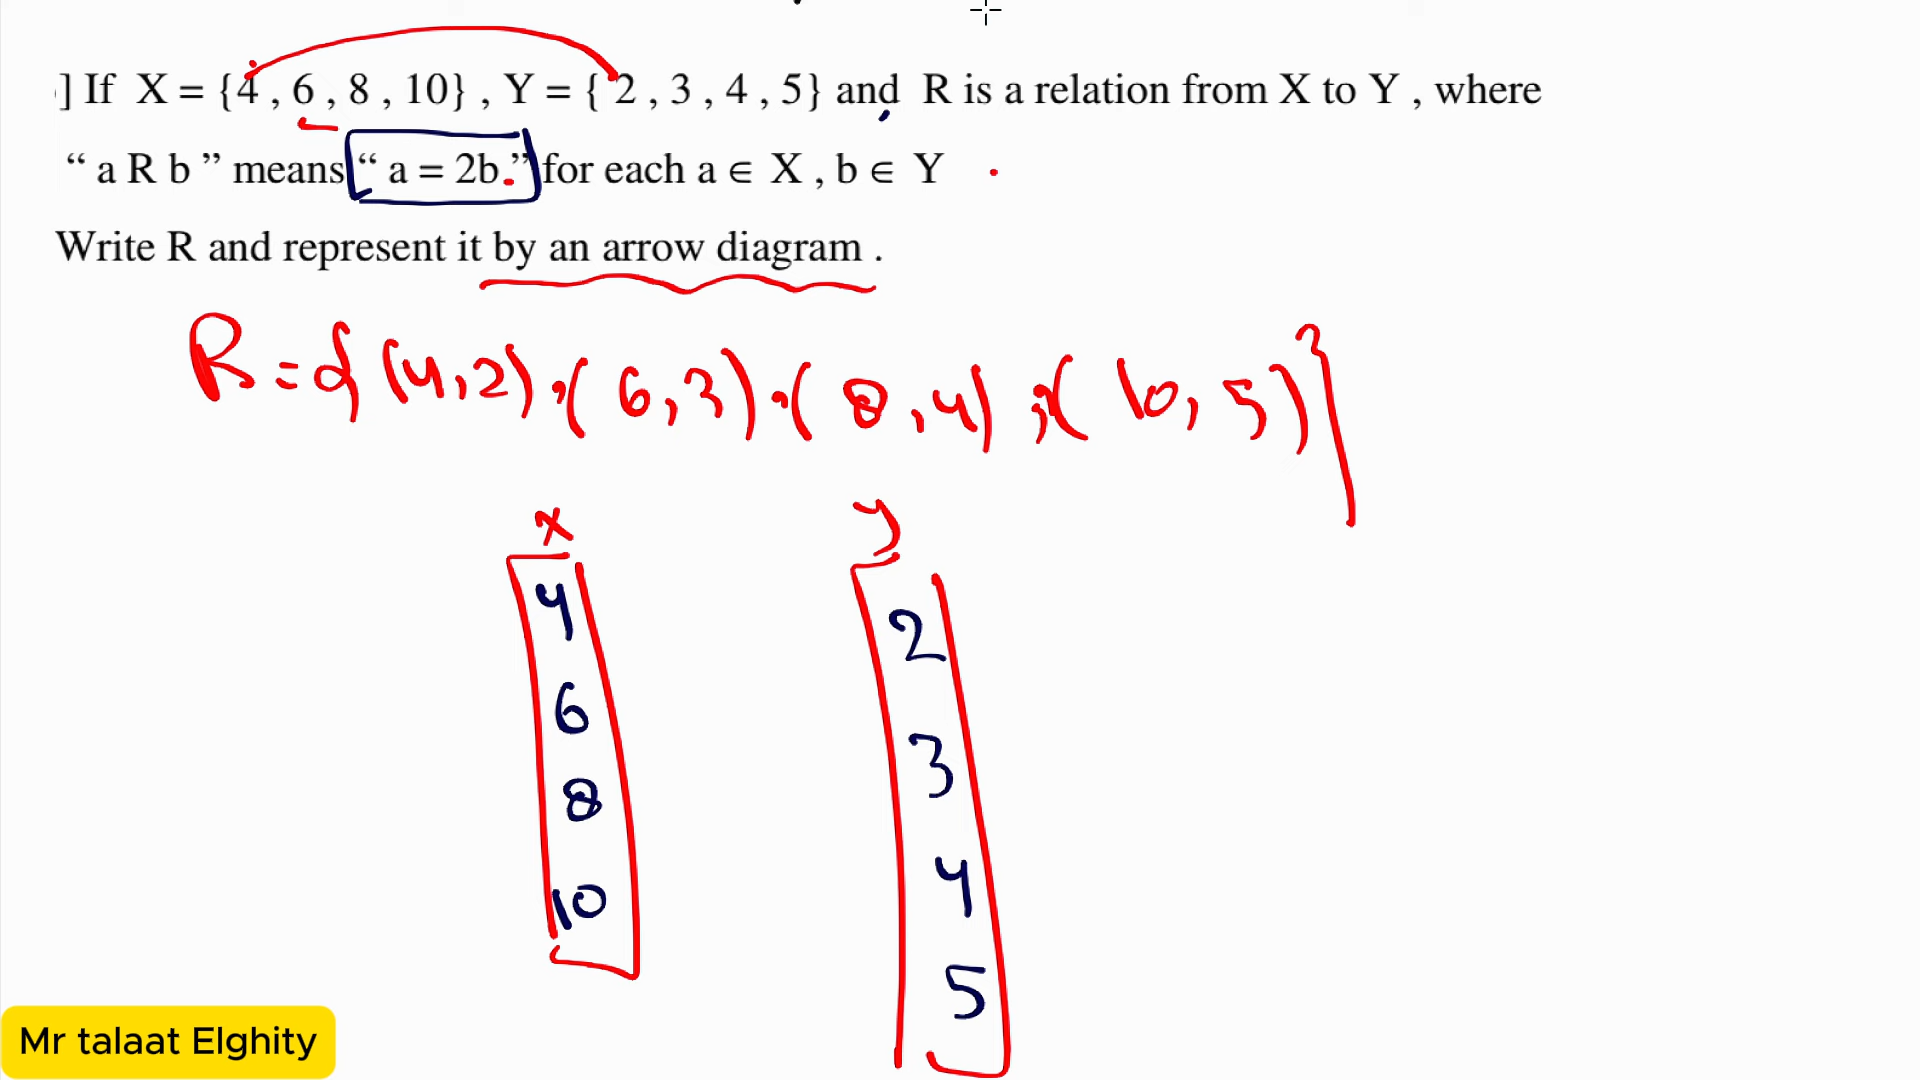 ] If X = {4 , 6 , 8 , 10} , Y = { 2 , 3 , 4 , 5} and R is a relation from X to Y , where
“ a R b ” means “ a = 2b ” for each a ∈ X , b ∈ Y
Write R and represent it by an arrow diagram .
R = { (4,2) , ( 6,3) , ( 8,4) , ( 10,5) }
x y
4 2
6 3
8 4
10 5
Mr talaat Elghity